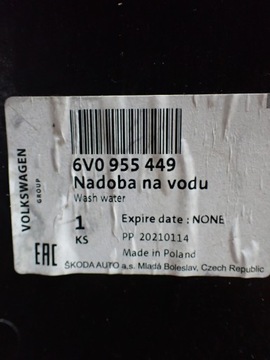 VOLKSWAGEN
GROUP
6V0 955 449
Nadoba na vodu
Wash water
1
KS
Expire date : NONE
PP 20210114
Made in Poland
EAC
ŠKODA AUTO a.s. Mladá Boleslav, Czech Republic